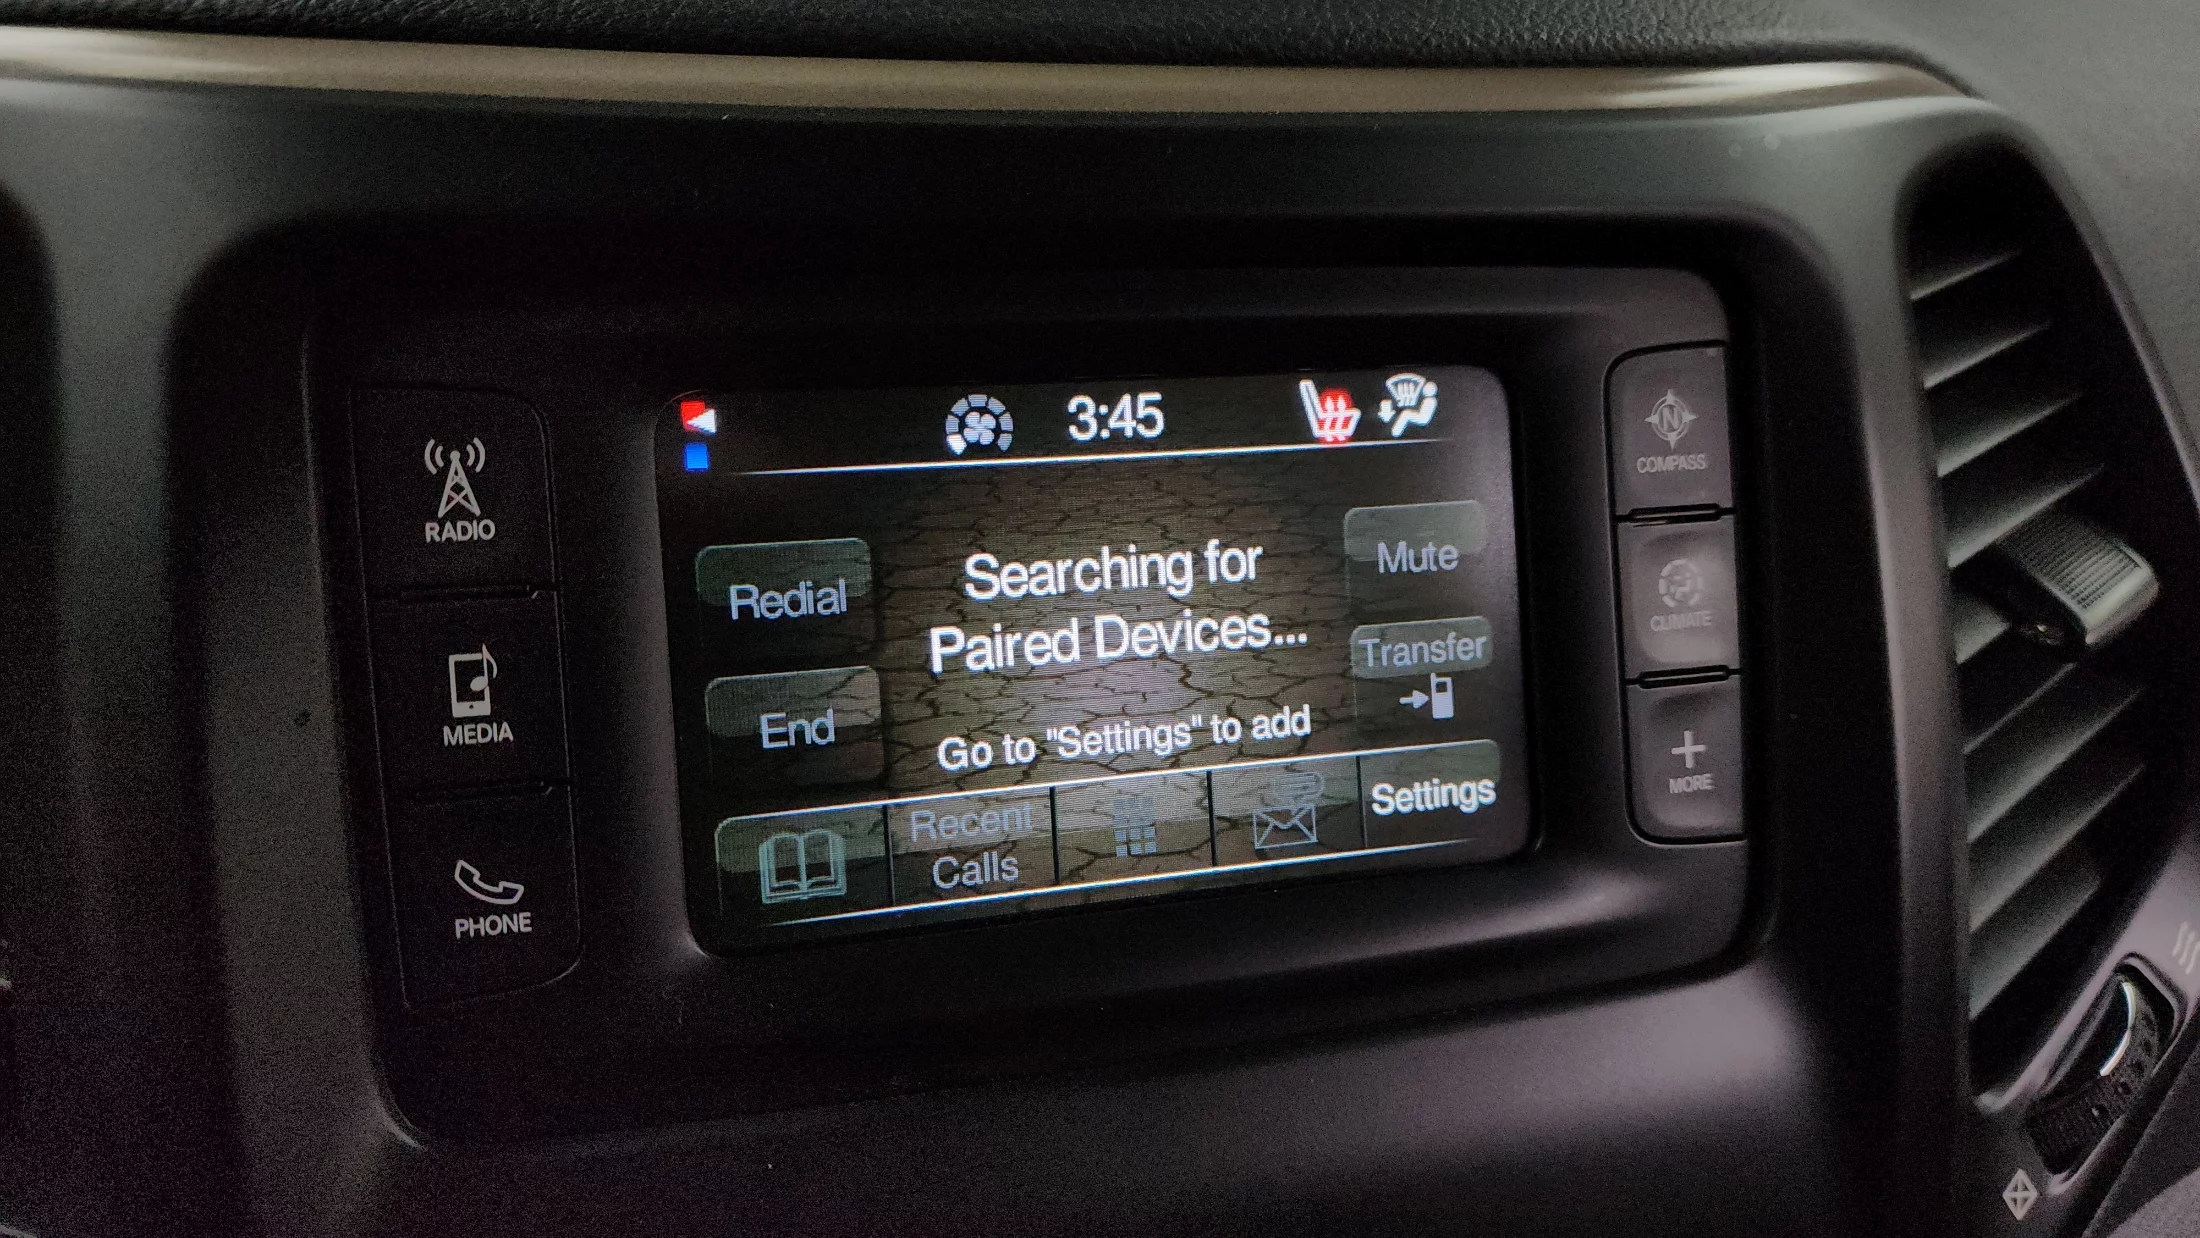 3:45
RADIO
MEDIA
PHONE
Redial
End
Searching for
Paired Devices...
Go to "Settings" to add
Mute
Transfer
Recent
Calls
Settings
N
COMPASS
CLIMATE
+
MORE